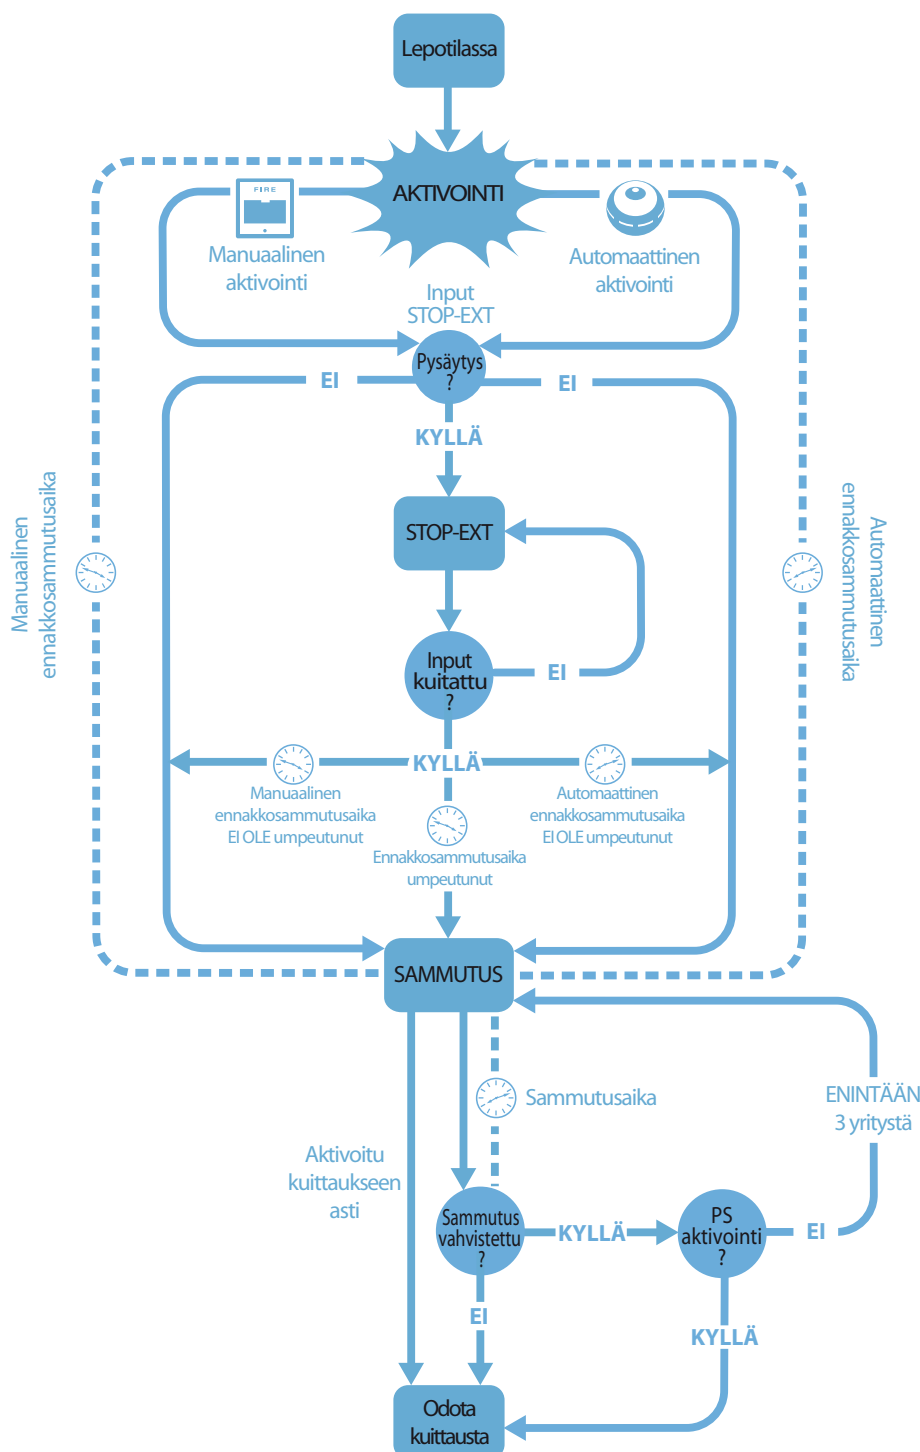 Lepotilassa
AKTIVOINTI
FIRE
Manuaalinen
aktivointi
Automaattinen
aktivointi
Input
STOP-EXT
Pysäytys
?
EI
EI
KYLLÄ
STOP-EXT
Manuaalinen
ennakkosammutusaika
Automaattinen
ennakkosammutusaika
Input
kuitattu
?
EI
KYLLÄ
Manuaalinen
ennakkosammutusaika
EI OLE umpeutunut
Automaattinen
ennakkosammutusaika
EI OLE umpeutunut
Ennakkosammutusaika
umpeutunut
SAMMUTUS
Sammutusaika
ENINTÄÄN
3 yritystä
Aktivoitu
kuittaukseen
asti
Sammutus
vahvistettu
?
KYLLÄ
PS
aktivointi
?
EI
EI
KYLLÄ
Odota
kuittausta